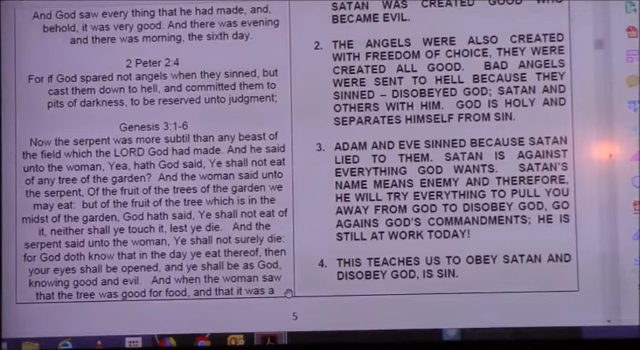 And God saw every thing that he had made, and,
behold, it was very good. And there was evening
and there was morning, the sixth day.
2 Peter 2:4
For if God spared not angels when they sinned, but
cast them down to hell, and committed them to
pits of darkness, to be reserved unto judgment;
Genesis 3:1-6
Now the serpent was more subtil than any beast of
the field which the LORD God had made. And he said
unto the woman, Yea, hath God said, Ye shall not eat
of any tree of the garden? And the woman said unto
the serpent, Of the fruit of the trees of the garden we
may eat: but of the fruit of the tree which is in the
midst of the garden, God hath said, Ye shall not eat of
it, neither shall ye touch it, lest ye die. And the
serpent said unto the woman, Ye shall not surely die:
for God doth know that in the day ye eat thereof, then
your eyes shall be opened, and ye shall be as God,
knowing good and evil. And when the woman saw
that the tree was good for food, and that it was a
SATAN WAS CREATED GOOD WHO
BECAME EVIL.
2. THE ANGELS WERE ALSO CREATED
WITH FREEDOM OF CHOICE, THEY WERE
CREATED ALL GOOD. BAD ANGELS
WERE SENT TO HELL BECAUSE THEY
SINNED – DISOBEYED GOD; SATAN AND
OTHERS WITH HIM. GOD IS HOLY AND
SEPARATES HIMSELF FROM SIN.
3. ADAM AND EVE SINNED BECAUSE SATAN
LIED TO THEM. SATAN IS AGAINST
EVERYTHING GOD WANTS. SATAN'S
NAME MEANS ENEMY AND THEREFORE,
HE WILL TRY EVERYTHING TO PULL YOU
AWAY FROM GOD TO DISOBEY GOD, GO
AGAINS GOD'S COMMANDMENTS; HE IS
STILL AT WORK TODAY!
4. THIS TEACHES US TO OBEY SATAN AND
DISOBEY GOD, IS SIN.
5